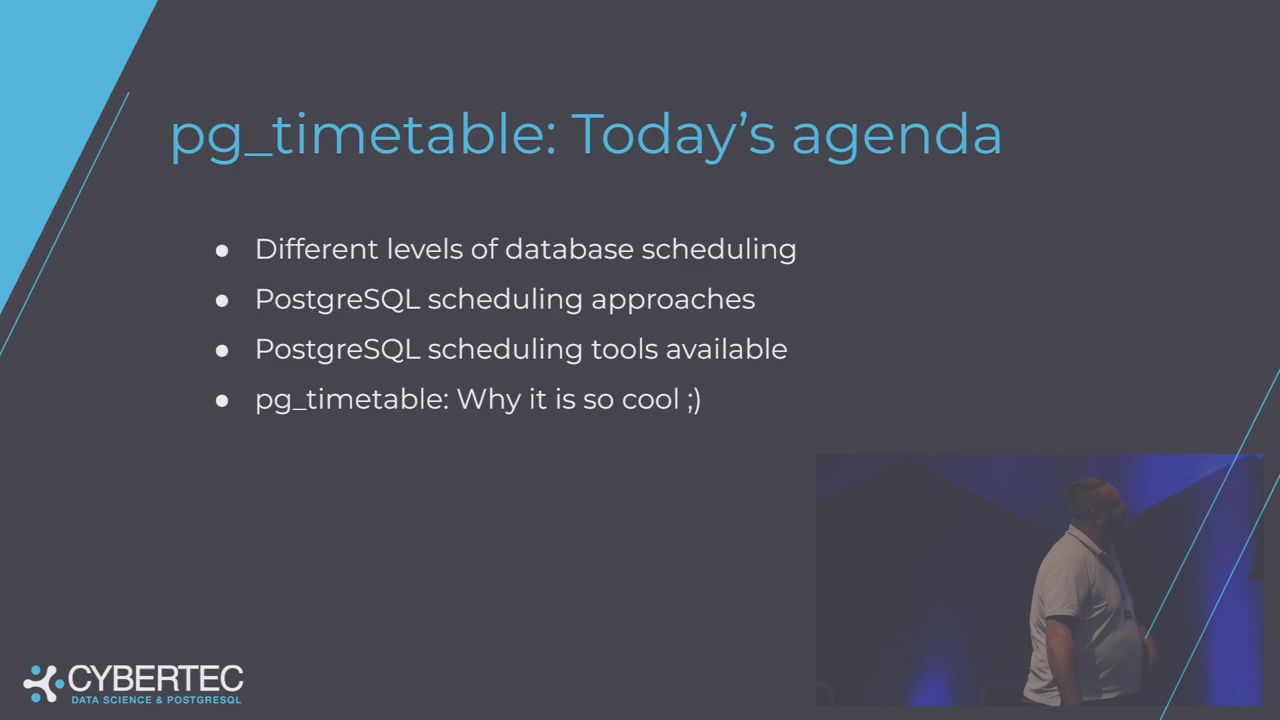 pg_timetable: Today’s agenda
● Different levels of database scheduling
● PostgreSQL scheduling approaches
● PostgreSQL scheduling tools available
● pg_timetable: Why it is so cool ;)
CYBERTEC
DATA SCIENCE & POSTGRESQL